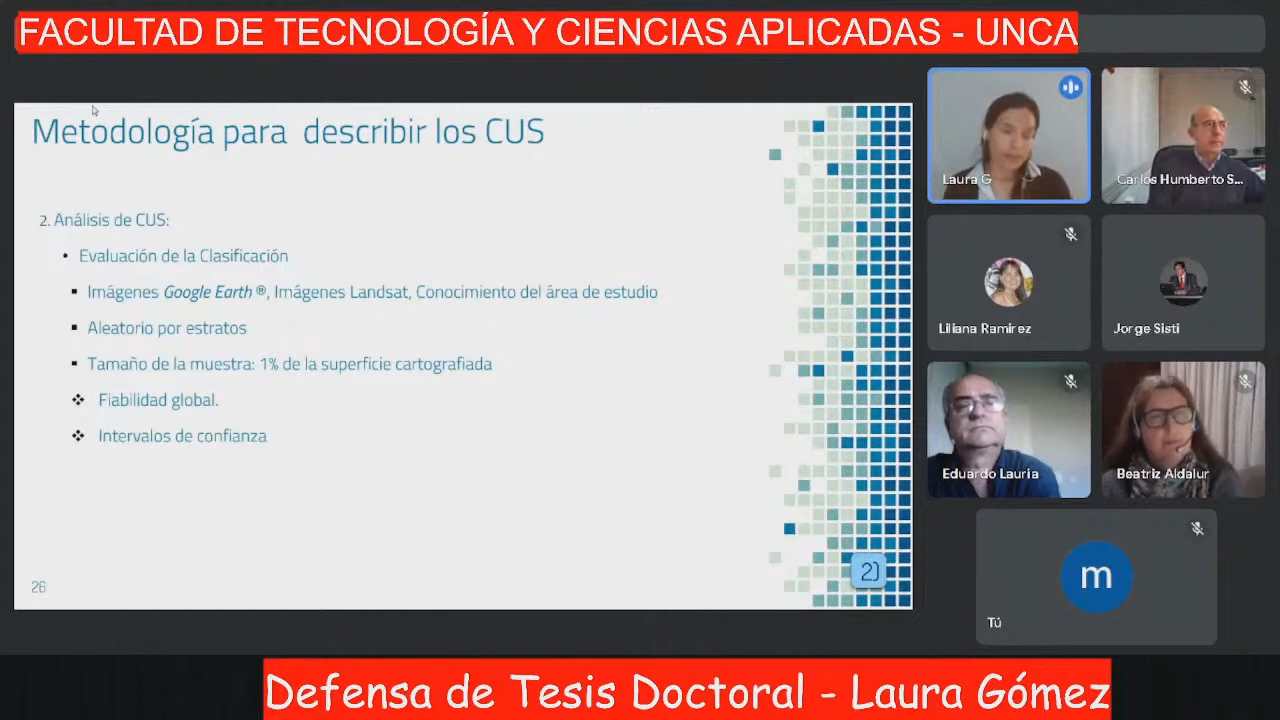 FACULTAD DE TECNOLOGÍA Y CIENCIAS APLICADAS - UNCA
Metodología para describir los CUS
2. Análisis de CUS:
• Evaluación de la Clasificación
▪ Imágenes Google Earth ®, Imágenes Landsat, Conocimiento del área de estudio
▪ Aleatorio por estratos
▪ Tamaño de la muestra: 1% de la superficie cartografiada
❖ Fiabilidad global.
❖ Intervalos de confianza
26
2)
Laura G
Carlos Humberto S...
Liliana Ramirez
Jorge Sisti
Eduardo Lauría
Beatriz Aldalur
m
Tú
Defensa de Tesis Doctoral - Laura Gómez